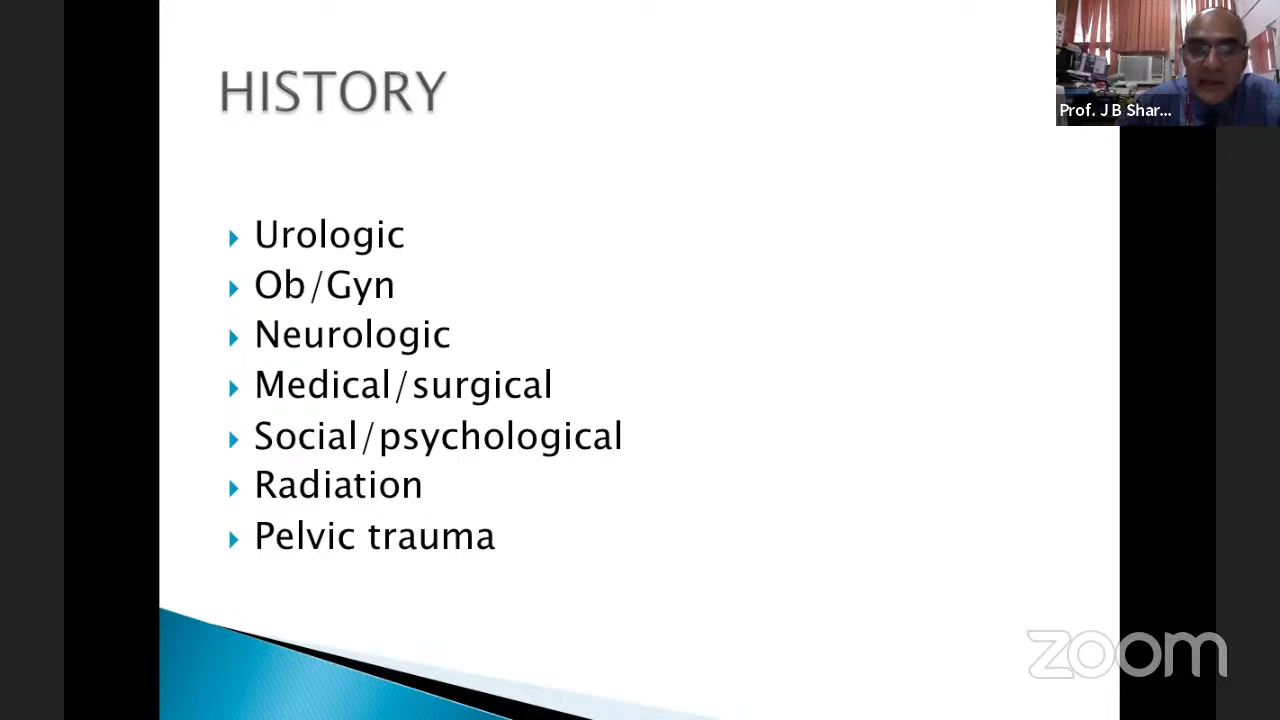 HISTORY
Prof. J B Shar...
Urologic
Ob/Gyn
Neurologic
Medical/surgical
Social/psychological
Radiation
Pelvic trauma
zoom